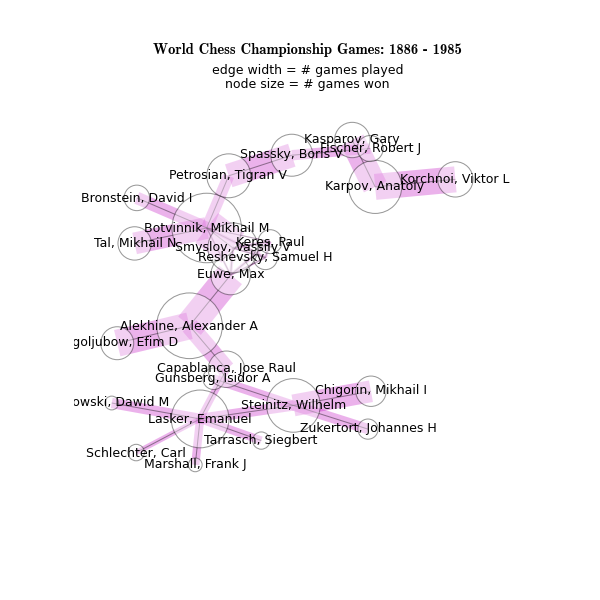 World Chess Championship Games: 1886 - 1985
edge width = # games played
node size = # games won
Kasparov, Gary
Fischer, Robert J
Spassky, Boris V
Petrosian, Tigran V
Korchnoi, Viktor L
Karpov, Anatoly
Bronstein, David I
Botvinnik, Mikhail M
Tal, Mikhail N
Keres, Paul
Smyslov, Vassily V
Reshevsky, Samuel H
Euwe, Max
Alekhine, Alexander A
goljubow, Efim D
Capablanca, Jose Raul
Gunsberg, Isidor A
Chigorin, Mikhail I
owski, Dawid M
Steinitz, Wilhelm
Lasker, Emanuel
Zukertort, Johannes H
Tarrasch, Siegbert
Schlechter, Carl
Marshall, Frank J